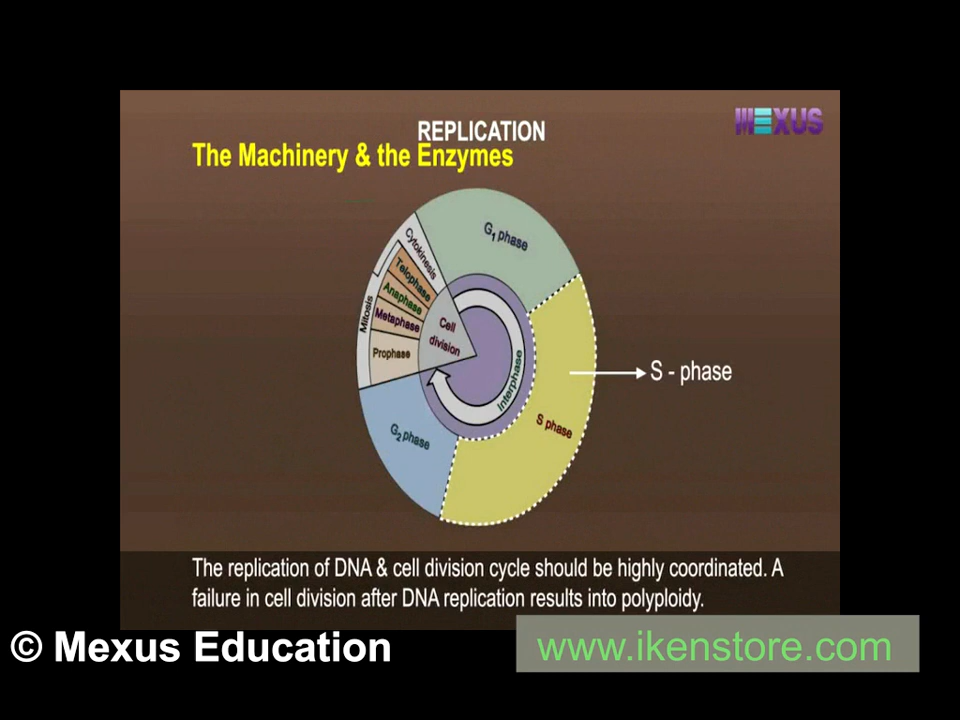 MEXUS
REPLICATION
The Machinery & the Enzymes
G1 phase
Cytokinesis
Telophase
Anaphase
Mitosis
Metaphase
Prophase
Cell
division
Interphase
S - phase
S phase
G2 phase
The replication of DNA & cell division cycle should be highly coordinated. A
failure in cell division after DNA replication results into polyploidy.
© Mexus Education
www.ikenstore.com